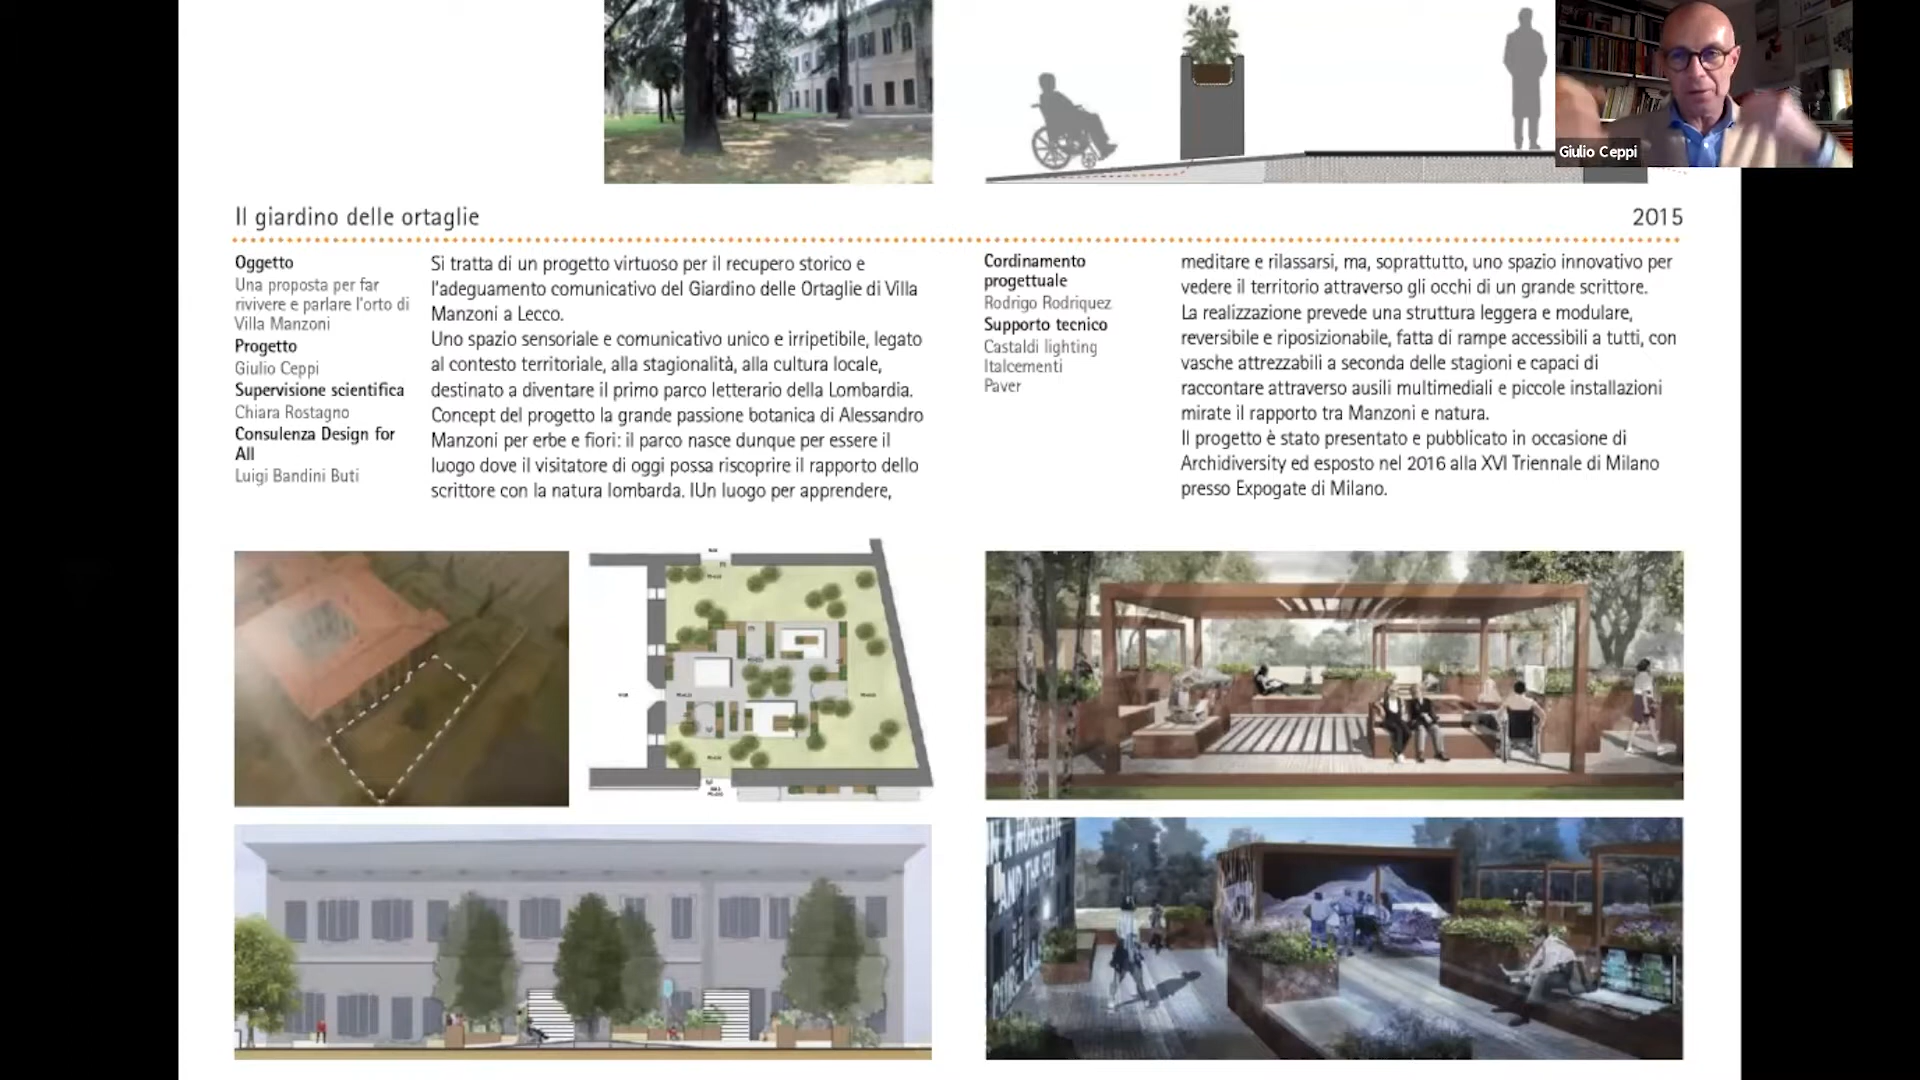 Giulio Ceppi
Il giardino delle ortaglie
2015
Oggetto
Una proposta per far
rivivere e parlare l'orto di
Villa Manzoni
Progetto
Giulio Ceppi
Supervisione scientifica
Chiara Rostagno
Consulenza Design for
All
Luigi Bandini Buti
Si tratta di un progetto virtuoso per il recupero storico e
l'adeguamento comunicativo del Giardino delle Ortaglie di Villa
Manzoni a Lecco.
Uno spazio sensoriale e comunicativo unico e irripetibile, legato
al contesto territoriale, alla stagionalità, alla cultura locale,
destinato a diventare il primo parco letterario della Lombardia.
Concept del progetto la grande passione botanica di Alessandro
Manzoni per erbe e fiori: il parco nasce dunque per essere il
luogo dove il visitatore di oggi possa riscoprire il rapporto dello
scrittore con la natura lombarda. IUn luogo per apprendere,
Cordinamento
progettuale
Rodrigo Rodriquez
Supporto tecnico
Castaldi lighting
Italcementi
Paver
meditare e rilassarsi, ma, soprattutto, uno spazio innovativo per
vedere il territorio attraverso gli occhi di un grande scrittore.
La realizzazione prevede una struttura leggera e modulare,
reversibile e riposizionabile, fatta di rampe accessibili a tutti, con
vasche attrezzabili a seconda delle stagioni e capaci di
raccontare attraverso ausili multimediali e piccole installazioni
mirate il rapporto tra Manzoni e natura.
Il progetto è stato presentato e pubblicato in occasione di
Archidiversity ed esposto nel 2016 alla XVI Triennale di Milano
presso Expogate di Milano.